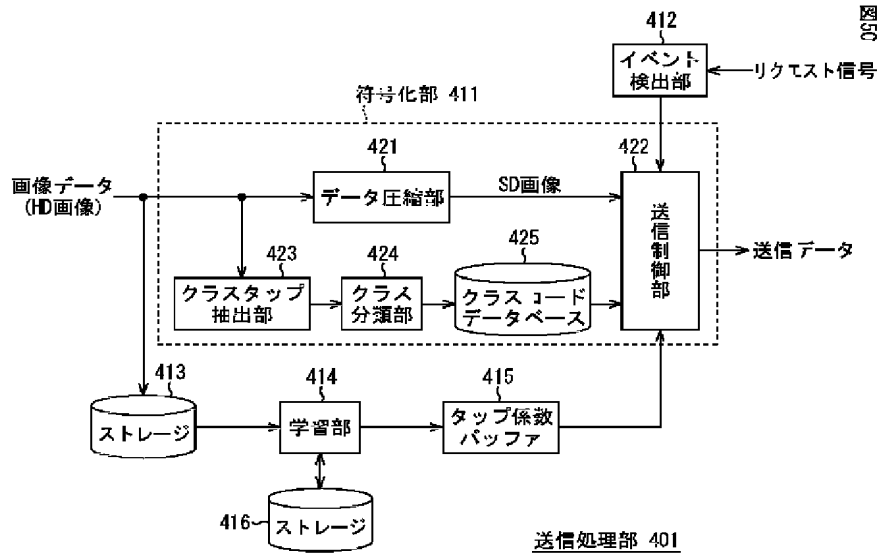 図50
412
イベント
検出部
リクエスト信号
符号化部 411
421
422
画像データ
(HD画像)
データ圧縮部
SD画像
送信制御部
送信データ
423
424
425
クラスタップ
抽出部
クラス
分類部
クラスコード
データベース
413
414
415
ストレージ
学習部
タップ係数
バッファ
416
ストレージ
送信処理部 401